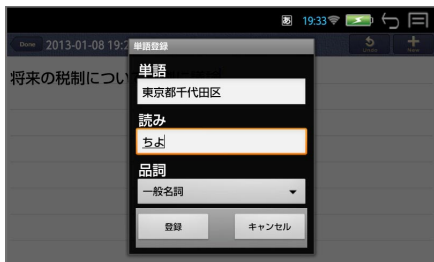 あ 19:33
Done 2013-01-08 19:2
単語登録
将来の税制につい
単語
東京都千代田区
読み
ちよ
品詞
一般名詞
登録 キャンセル